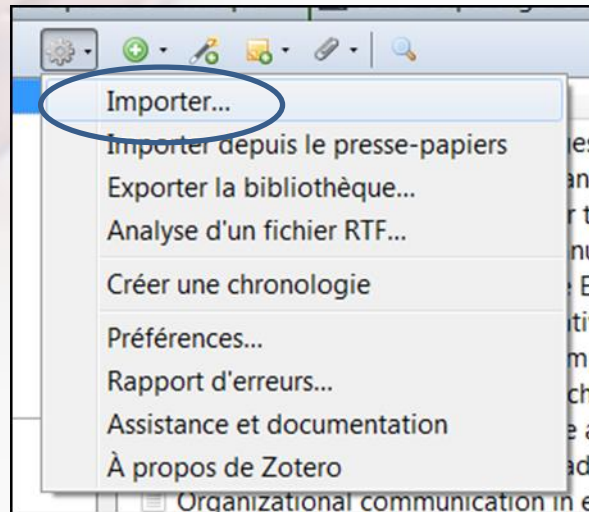 Importer...
Importer depuis le presse-papiers
Exporter la bibliothèque...
Analyse d'un fichier RTF...
Créer une chronologie
Préférences...
Rapport d'erreurs...
Assistance et documentation
À propos de Zotero
Organizational communication in